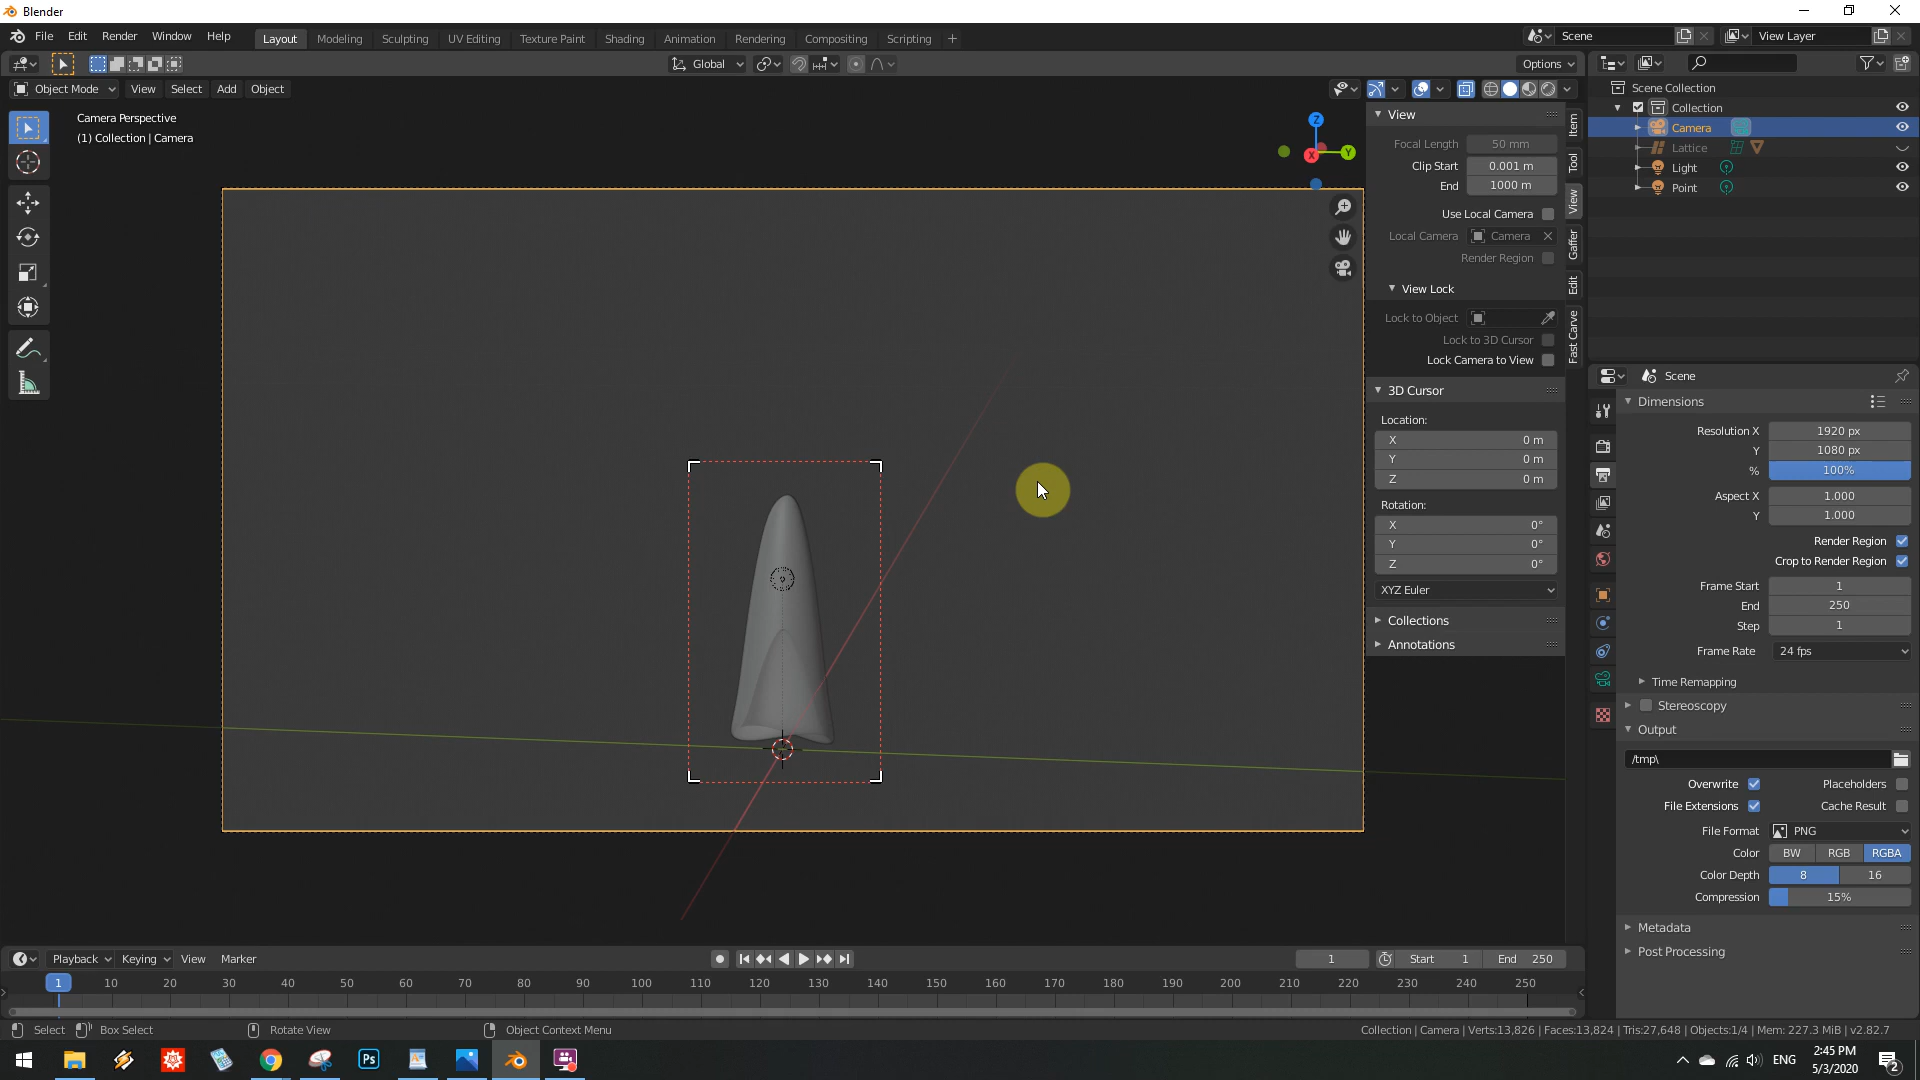 Blender
File Edit Render Window Help
Layout Modeling Sculpting UV Editing Texture Paint Shading Animation Rendering Compositing Scripting +
Scene
View Layer
Global
Options
Object Mode View Select Add Object
Camera Perspective
(1) Collection | Camera
Z
Y
X
View
Focal Length 50 mm
Clip Start 0.001 m
End 1000 m
Use Local Camera
Local Camera Camera
Render Region
View Lock
Lock to Object
Lock to 3D Cursor
Lock Camera to View
3D Cursor
Location:
X 0 m
Y 0 m
Z 0 m
Rotation:
X 0°
Y 0°
Z 0°
XYZ Euler
Collections
Annotations
Item
Tool
View
Gaffer
Edit
Fast Carve
Scene Collection
Collection
Camera
Lattice
Light
Point
Scene
Dimensions
Resolution X 1920 px
Y 1080 px
% 100%
Aspect X 1.000
Y 1.000
Render Region
Crop to Render Region
Frame Start 1
End 250
Step 1
Frame Rate 24 fps
Time Remapping
Stereoscopy
Output
/tmp\
Overwrite Placeholders
File Extensions Cache Result
File Format PNG
Color BW RGB RGBA
Color Depth 8 16
Compression 15%
Metadata
Post Processing
Playback Keying View Marker
1 Start 1 End 250
1 10 20 30 40 50 60 70 80 90 100 110 120 130 140 150 160 170 180 190 200 210 220 230 240 250
Select Box Select Rotate View Object Context Menu
Collection | Camera | Verts:13,826 | Faces:13,824 | Tris:27,648 | Objects:1/4 | Mem: 227.3 MiB | v2.82.7
Ps
ENG
2:45 PM
5/3/2020
2